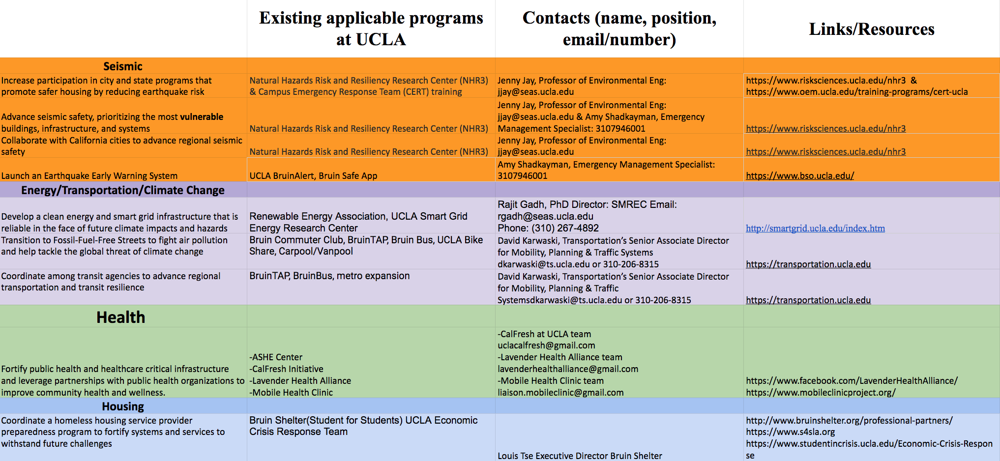 Existing applicable programs
at UCLA
Contacts (name, position,
email/number)
Links/Resources
Seismic
Increase participation in city and state programs that
promote safer housing by reducing earthquake risk
Natural Hazards Risk and Resiliency Research Center (NHR3)
& Campus Emergency Response Team (CERT) training
Jenny Jay, Professor of Environmental Eng:
jjay@seas.ucla.edu
https://www.risksciences.ucla.edu/nhr3  &
https://www.oem.ucla.edu/training-programs/cert-ucla
Advance seismic safety, prioritizing the most vulnerable
buildings, infrastructure, and systems
Natural Hazards Risk and Resiliency Research Center (NHR3)
Jenny Jay, Professor of Environmental Eng:
jjay@seas.ucla.edu & Amy Shadkayman, Emergency
Management Specialist: 3107946001
https://www.risksciences.ucla.edu/nhr3
Collaborate with California cities to advance regional seismic
safety
Natural Hazards Risk and Resiliency Research Center (NHR3)
Jenny Jay, Professor of Environmental Eng:
jjay@seas.ucla.edu
https://www.risksciences.ucla.edu/nhr3
Launch an Earthquake Early Warning System
UCLA BruinAlert, Bruin Safe App
Amy Shadkayman, Emergency Management Specialist:
3107946001
https://www.bso.ucla.edu/
Energy/Transportation/Climate Change
Develop a clean energy and smart grid infrastructure that is
reliable in the face of future climate impacts and hazards
Renewable Energy Association, UCLA Smart Grid
Energy Research Center
Rajit Gadh, PhD Director: SMREC Email:
rgadh@seas.ucla.edu
Phone: (310) 267-4892
http://smartgrid.ucla.edu/index.htm
Transition to Fossil-Fuel-Free Streets to fight air pollution
and help tackle the global threat of climate change
Bruin Commuter Club, BruinTAP, Bruin Bus, UCLA Bike
Share, Carpool/Vanpool
David Karwaski, Transportation’s Senior Associate Director
for Mobility, Planning & Traffic Systems
dkarwaski@ts.ucla.edu or 310-206-8315
https://transportation.ucla.edu
Coordinate among transit agencies to advance regional
transportation and transit resilience
BruinTAP, BruinBus, metro expansion
David Karwaski, Transportation’s Senior Associate Director
for Mobility, Planning & Traffic
Systemsdkarwaski@ts.ucla.edu or 310-206-8315
https://transportation.ucla.edu
Health
Fortify public health and healthcare critical infrastructure
and leverage partnerships with public health organizations to
improve community health and wellness.
-ASHE Center
-CalFresh Initiative
-Lavender Health Alliance
-Mobile Health Clinic
-CalFresh at UCLA team
uclacalfresh@gmail.com
-Lavender Health Alliance team
lavenderhealthalliance@gmail.com
-Mobile Health Clinic team
liaison.mobileclinic@gmail.com
https://www.facebook.com/LavenderHealthAlliance/
https://www.mobileclinicproject.org/
Housing
Coordinate a homeless housing service provider
preparedness program to fortify systems and services to
withstand future challenges
Bruin Shelter(Student for Students) UCLA Economic
Crisis Response Team
Louis Tse Executive Director Bruin Shelter
http://www.bruinshelter.org/professional-partners/
https://www.s4sla.org
https://www.studentincrisis.ucla.edu/Economic-Crisis-Respon
se